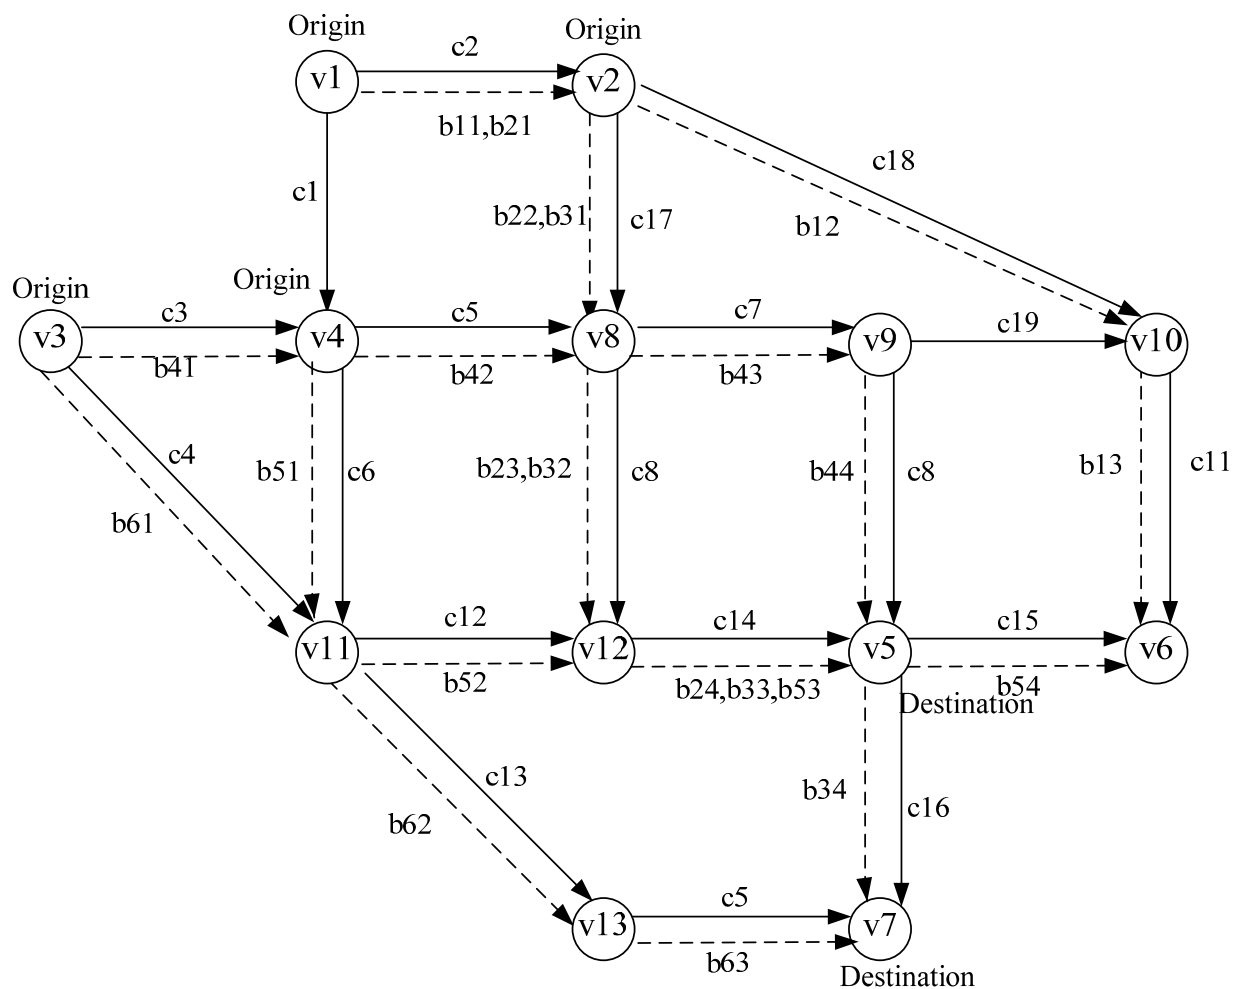 Origin
Origin
c2
v1
v2
b11,b21
c18
c1
b22,b31
c17
b12
Origin
Origin
c3
c5
c7
c19
v3
v4
v8
v9
v10
b41
b42
b43
c4
b51
c6
b23,b32
c8
b44
c8
b13
c11
b61
c12
c14
c15
v11
v12
v5
v6
b52
b24,b33,b53
b54
Destination
c13
b34
c16
b62
c5
v13
v7
b63
Destination